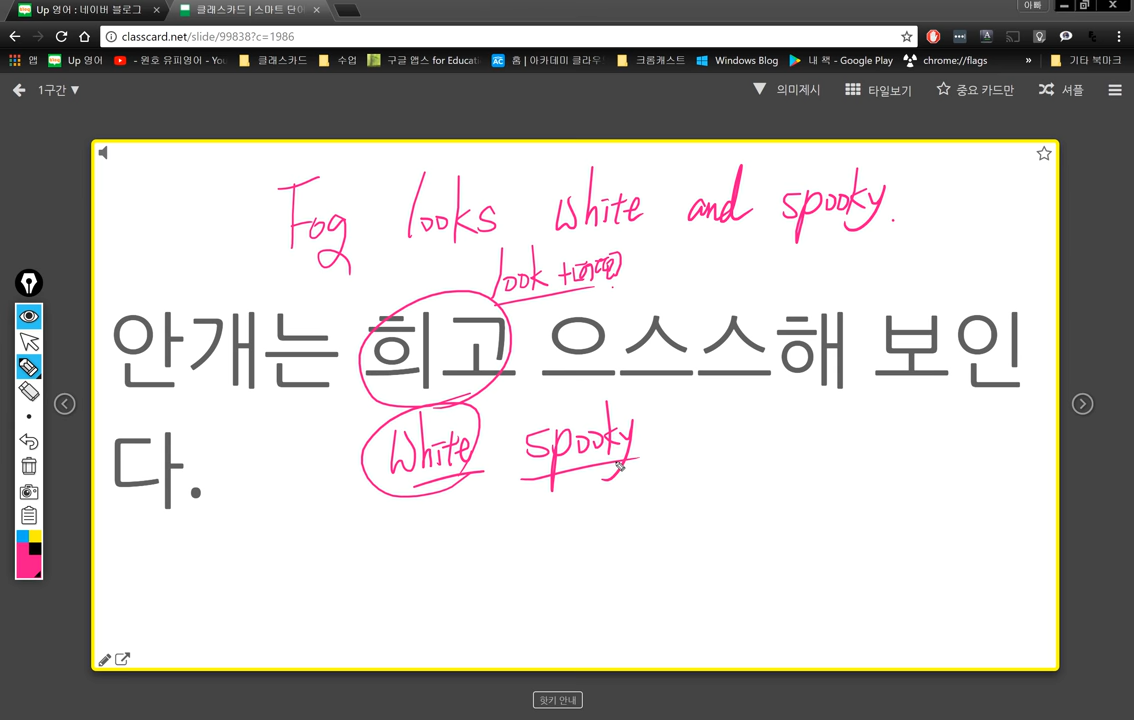 Up 영어 : 네이버 블로그
클래스카드 | 스마트 단어
아빠
classcard.net/slide/99838?c=1986
앱 Up 영어 - 원호 유피영어 - You 클래스카드 수업 구글 앱스 for Educati 홈 | 아카데미 클라우 크롬캐스트 Windows Blog 내 책 - Google Play chrome://flags » 기타 북마크
1구간 ▼ 의미제시 타일보기 중요 카드만 셔플
Fog looks white and spooky.
look +
안개는 희고 으스스해 보인
white spooky
다.
핫키 안내